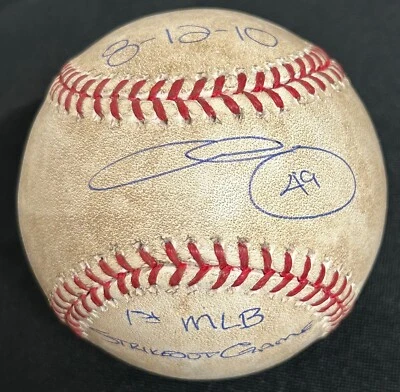 8-12-10
49
1st MLB
STRIKEOUT GAME